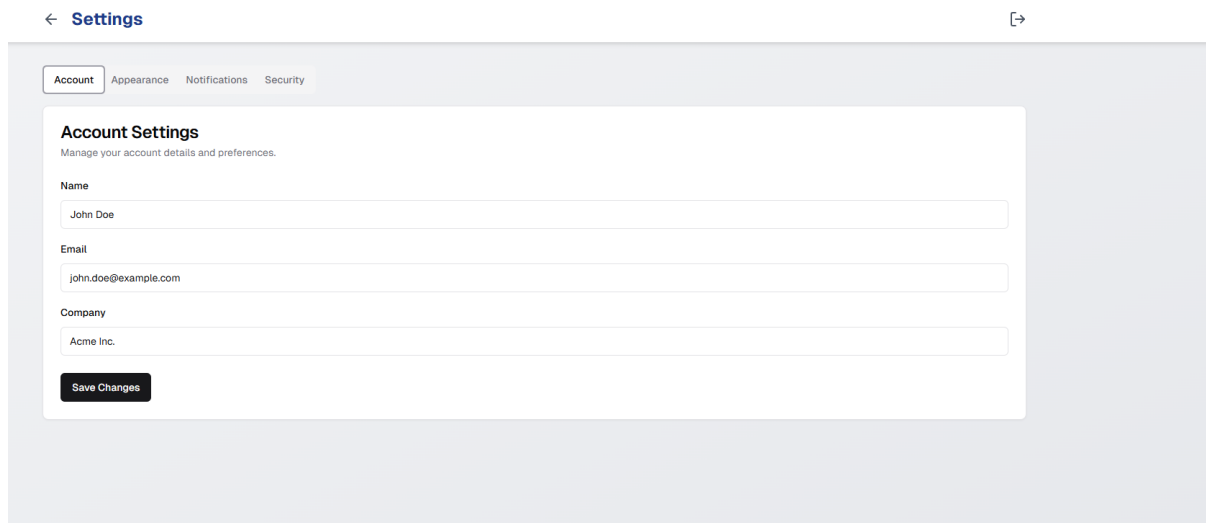 Settings
Account Appearance Notifications Security
Account Settings
Manage your account details and preferences.
Name
John Doe
Email
john.doe@example.com
Company
Acme Inc.
Save Changes